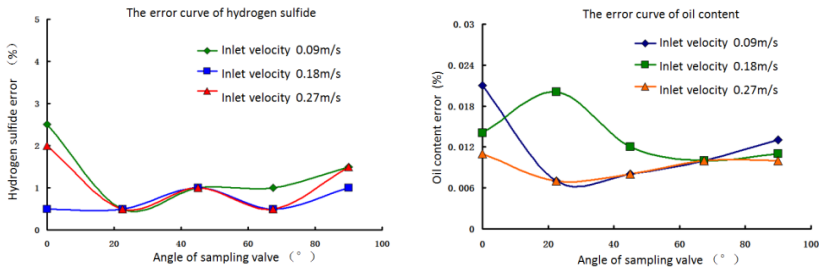 The error curve of hydrogen sulfide
5
4
3
2
1
0
Hydrogen sulfide error （%）
Inlet velocity 0.09m/s
Inlet velocity 0.18m/s
Inlet velocity 0.27m/s
0 20 40 60 80 100
Angle of sampling valve （°）
The error curve of oil content
0.03
0.024
0.018
0.012
0.006
0
Oil content error (%)
Inlet velocity 0.09m/s
Inlet velocity 0.18m/s
Inlet velocity 0.27m/s
0 20 40 60 80 100
Angle of sampling valve （°）